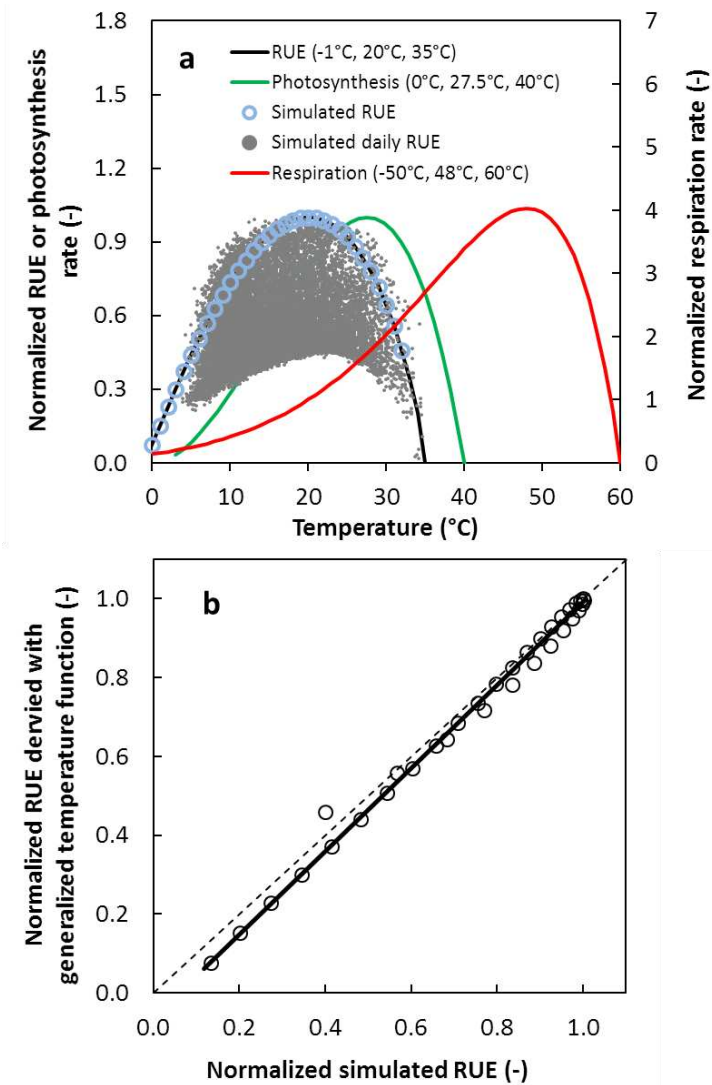 a
RUE (-1°C, 20°C, 35°C)
Photosynthesis (0°C, 27.5°C, 40°C)
Simulated RUE
Simulated daily RUE
Respiration (-50°C, 48°C, 60°C)
Normalized RUE or photosynthesis
rate (-)
1.8
1.5
1.2
0.9
0.6
0.3
0.0
Normalized respiration rate (-)
7
6
5
4
3
2
1
0
0 10 20 30 40 50 60
Temperature (°C)
b
Normalized RUE dervied with
generalized temperature function (-)
1.0
0.8
0.6
0.4
0.2
0.0
0.0 0.2 0.4 0.6 0.8 1.0
Normalized simulated RUE (-)